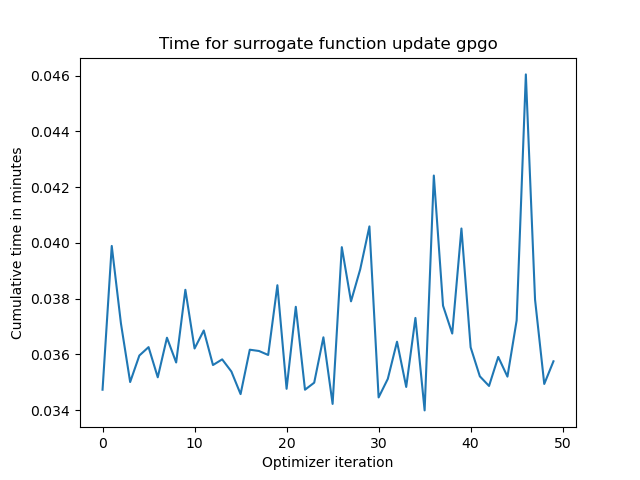 Time for surrogate function update gpgo
Cumulative time in minutes
0.046
0.044
0.042
0.040
0.038
0.036
0.034
0 10 20 30 40 50
Optimizer iteration